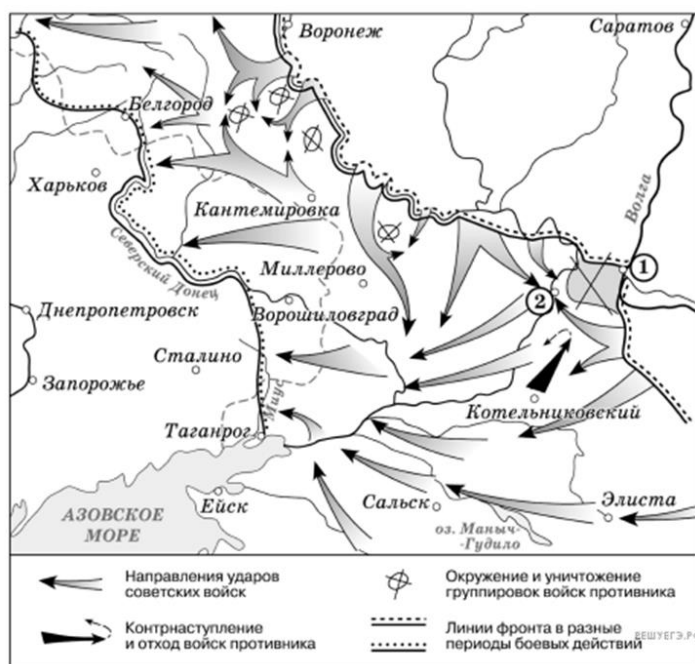 Воронеж
Саратов
Белгород
Харьков
Кантемировка
Волга
Северский Донец
Миллерово
1
2
Днепропетровск
Ворошиловград
Сталино
Запорожье
Миус
Котельниковский
Таганрог
АЗОВСКОЕ
МОРЕ
Ейск
Сальск
Элиста
оз. Маныч-
-Гудило
Направления ударов
советских войск
Окружение и уничтожение
группировок войск противника
Контрнаступление
и отход войск противника
Линии фронта в разные
периоды боевых действий
РЕШУЕГЭ.РФ